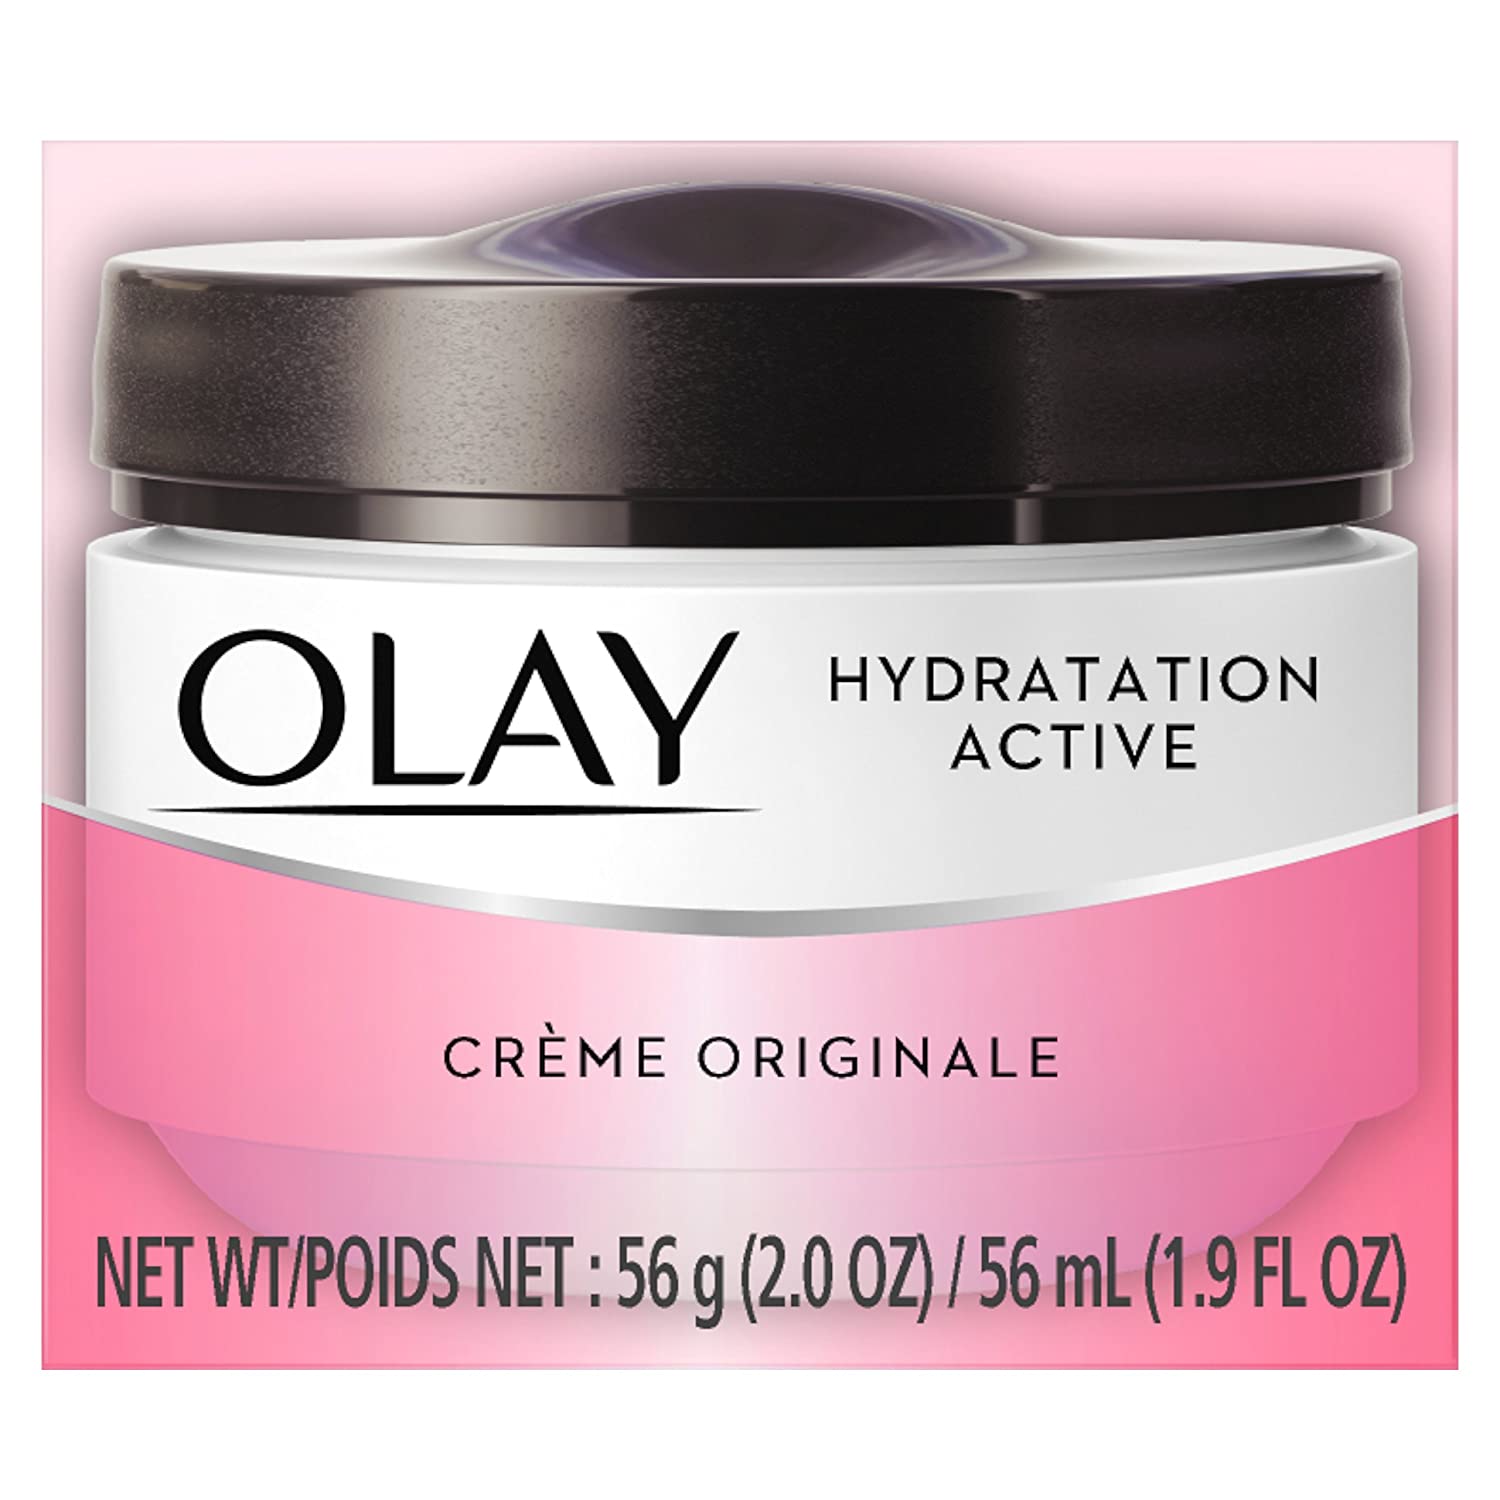 OLAY
HYDRATATION
ACTIVE
CRÈME ORIGINALE
NET WT/POIDS NET : 56 g (2.0 OZ) / 56 mL (1.9 FL OZ)